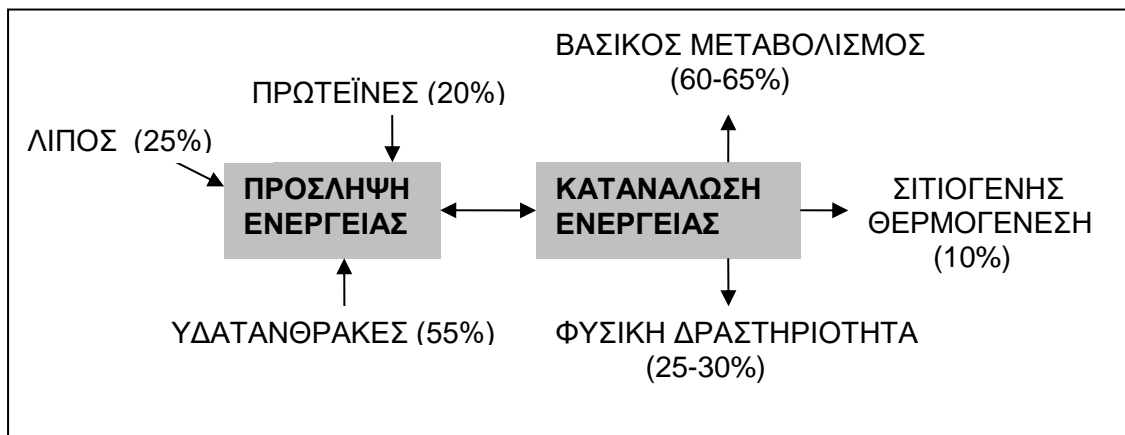 ΒΑΣΙΚΟΣ ΜΕΤΑΒΟΛΙΣΜΟΣ
(60-65%)
ΠΡΩΤΕΪΝΕΣ (20%)
ΛΙΠΟΣ (25%)
ΠΡΟΣΛΗΨΗ
ΕΝΕΡΓΕΙΑΣ
ΚΑΤΑΝΑΛΩΣΗ
ΕΝΕΡΓΕΙΑΣ
ΣΙΤΙΟΓΕΝΗΣ
ΘΕΡΜΟΓΕΝΕΣΗ
(10%)
ΥΔΑΤΑΝΘΡΑΚΕΣ (55%)
ΦΥΣΙΚΗ ΔΡΑΣΤΗΡΙΟΤΗΤΑ
(25-30%)